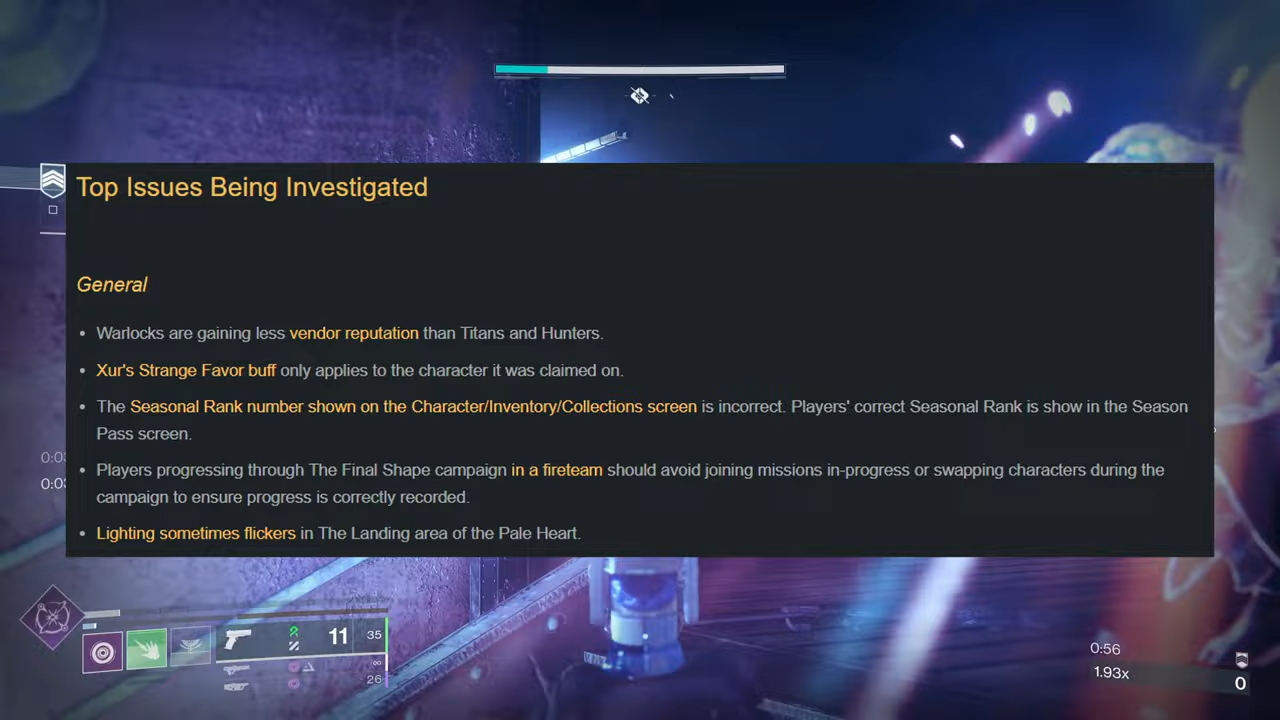 Top Issues Being Investigated
General
• Warlocks are gaining less vendor reputation than Titans and Hunters.
• Xur's Strange Favor buff only applies to the character it was claimed on.
• The Seasonal Rank number shown on the Character/Inventory/Collections screen is incorrect. Players' correct Seasonal Rank is show in the Season
Pass screen.
0:03
• Players progressing through The Final Shape campaign in a fireteam should avoid joining missions in-progress or swapping characters during the
0:03
campaign to ensure progress is correctly recorded.
• Lighting sometimes flickers in The Landing area of the Pale Heart.
11 35
∞
26
0:56
1.93x
0